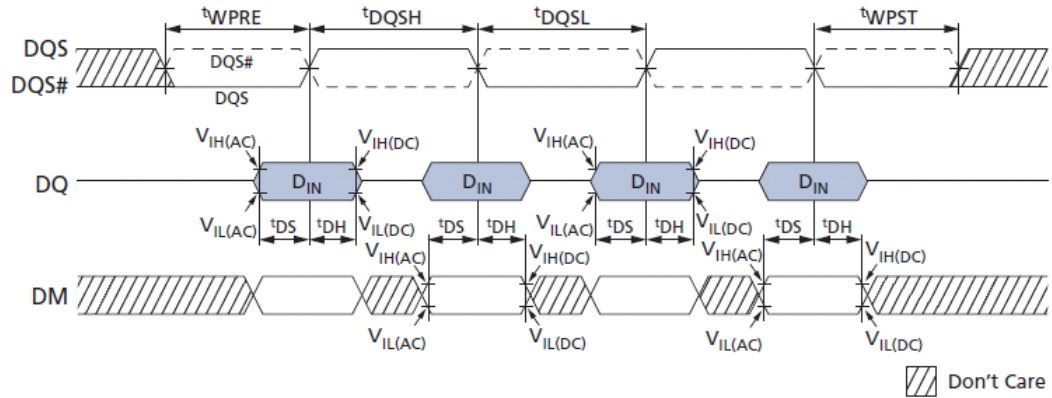 tWPRE tDQSH tDQSL tWPST
DQS
DQS#
DQS#
DQS
VIH(AC) VIH(DC) VIH(AC) VIH(DC)
DQ DIN DIN DIN DIN
VIL(AC) tDS tDH VIL(DC) tDS tDH VIL(AC) tDS tDH VIL(DC) tDS tDH
VIH(AC) VIH(DC) VIH(AC) VIH(DC)
DM
VIL(AC) VIL(DC) VIL(AC) VIL(DC)
Don't Care